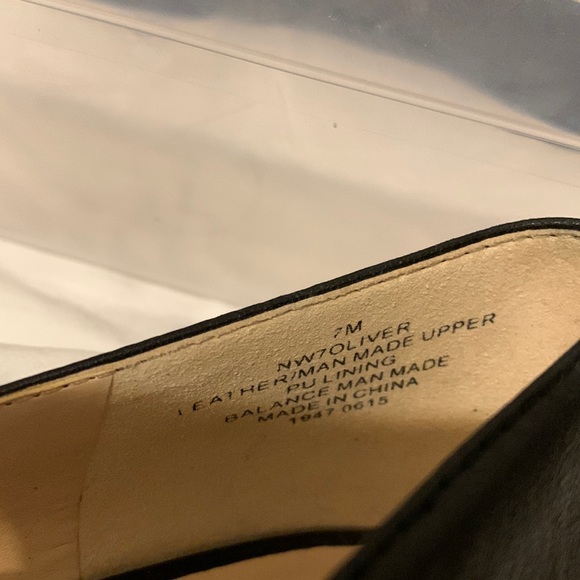 7M
NW7OLIVER
LEATHER/MAN MADE UPPER
PU LINING
BALANCE MAN MADE
MADE IN CHINA
1947 0615